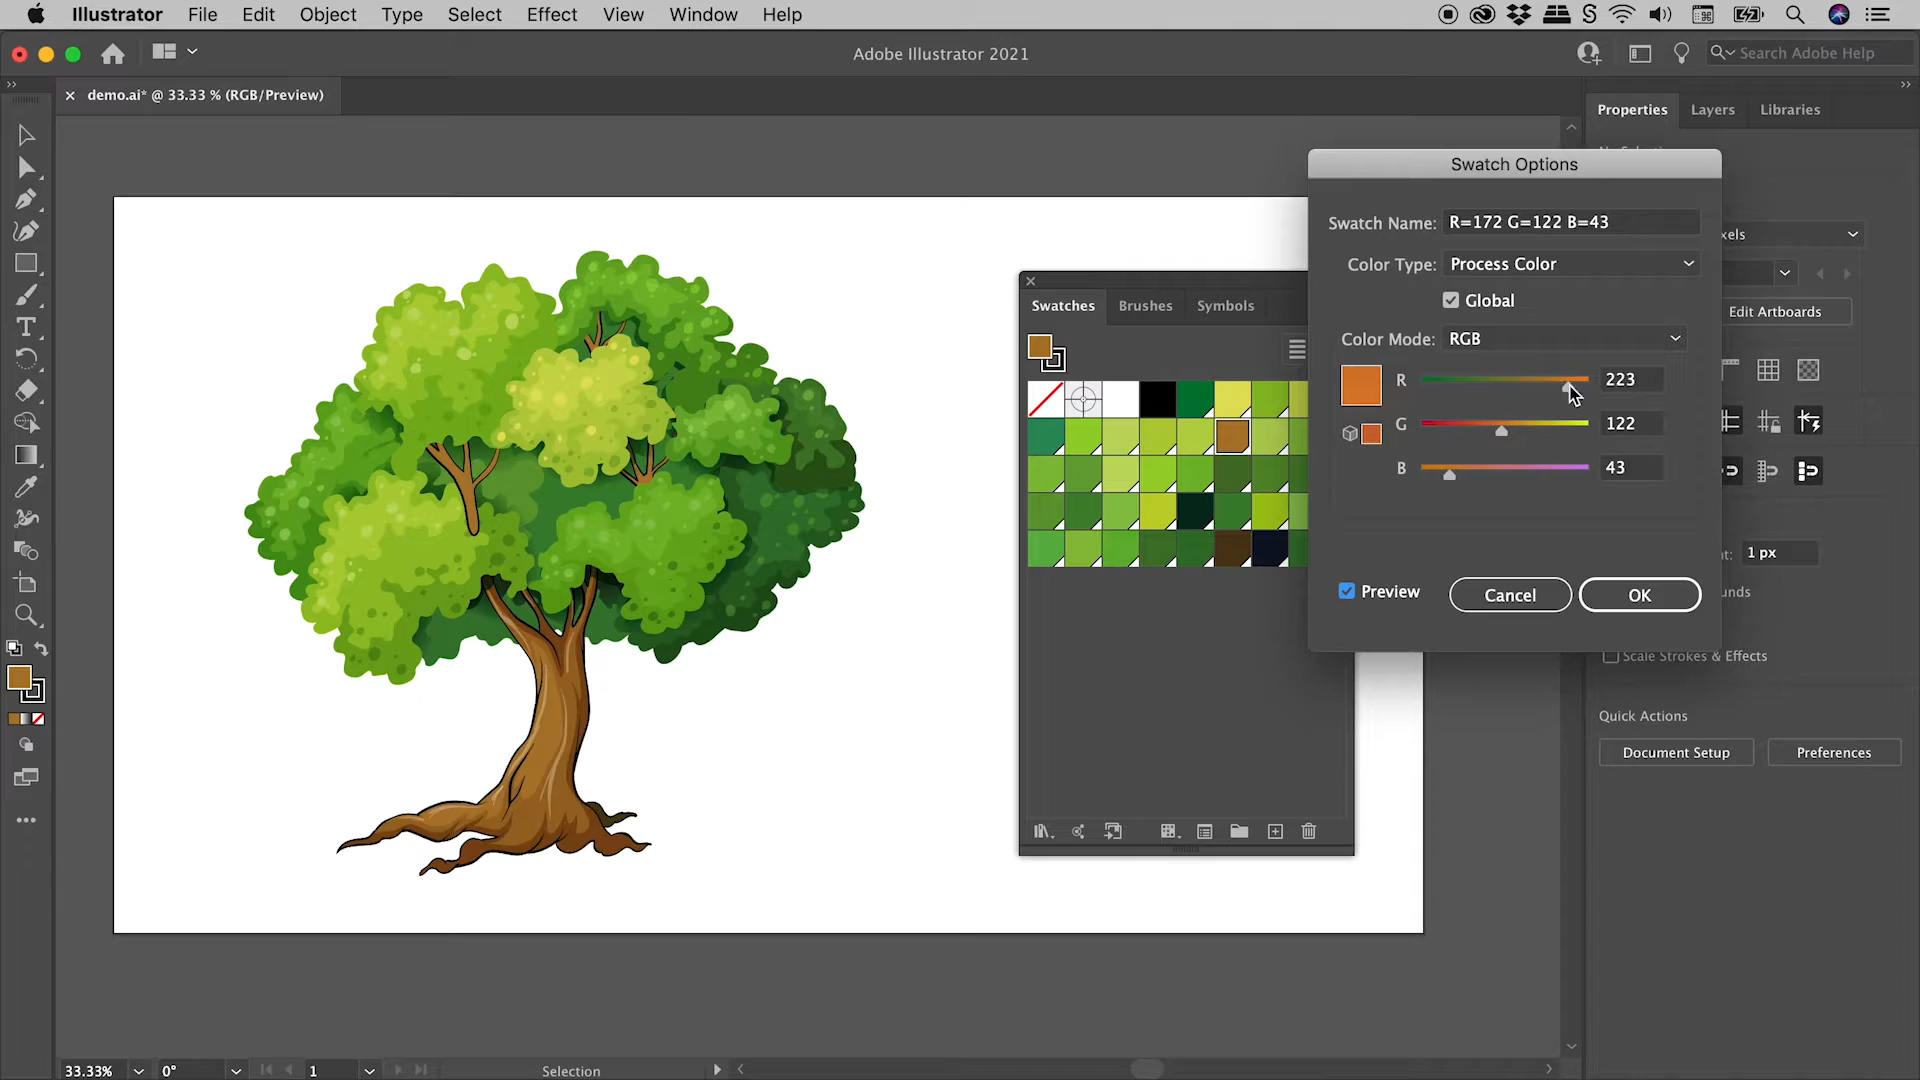 Illustrator File Edit Object Type Select Effect View Window Help
Adobe Illustrator 2021
Search Adobe Help
demo.ai* @ 33.33 % (RGB/Preview)
Properties Layers Libraries
Swatch Options
Swatch Name: R=172 G=122 B=43
xels
Color Type: Process Color
Global
Edit Artboards
Swatches Brushes Symbols
Color Mode: RGB
R 223
G 122
B 43
t: 1 px
Preview Cancel OK
unds
Scale Strokes & Effects
Quick Actions
Document Setup Preferences
33.33% 0° 1 Selection